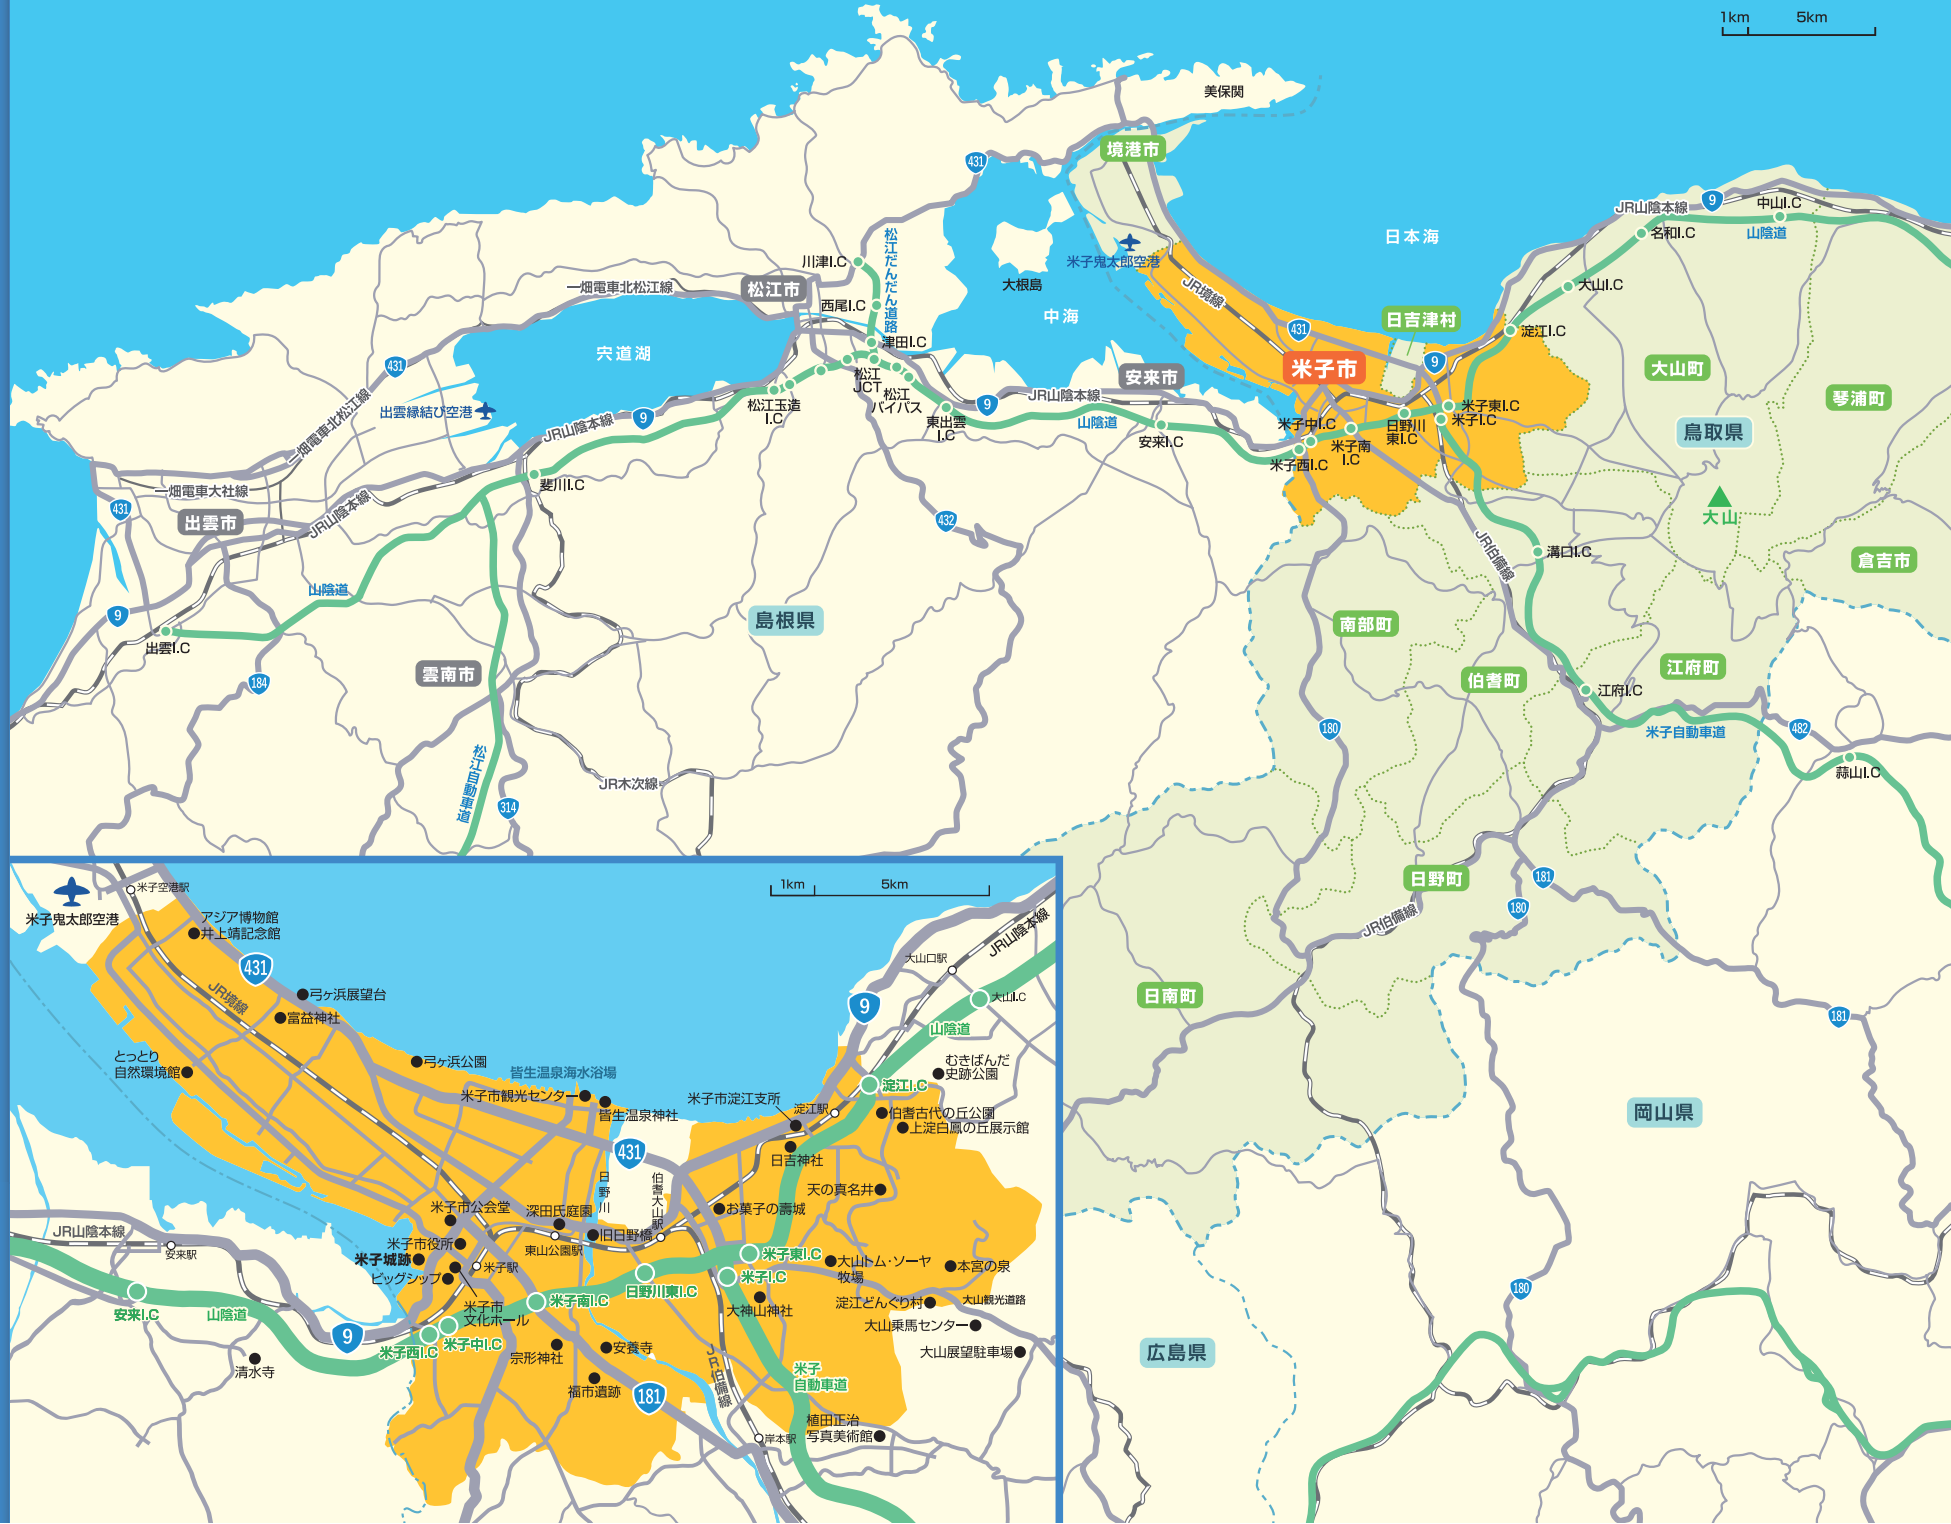 1km 5km
美保関
境港市
431
9
中山I.C
JR山陰本線
名和I.C
山陰道
日本海
松江だんだん道路
川津I.C
米子鬼太郎空港
大根島
大山I.C
一畑電車北松江線
松江市
JR境線
西尾I.C
中海
日吉津村
431
淀江I.C
津田I.C
宍道湖
9
431
米子市
大山町
松江
JCT
安来市
琴浦町
松江
バイパス
JR山陰本線
出雲縁結び空港
松江玉造
I.C
9
9
米子東I.C
米子I.C
一畑電車北松江線
JR山陰本線
東出雲
I.C
山陰道
安来I.C
米子中I.C
米子南
I.C
日野川
東I.C
鳥取県
米子西I.C
斐川I.C
一畑電車大社線
431
出雲市
JR山陰本線
432
大山
JR伯備線
溝口I.C
倉吉市
山陰道
9
島根県
南部町
出雲I.C
雲南市
184
伯耆町
江府町
江府I.C
180
米子自動車道
482
蒜山I.C
松江自動車道
JR木次線
314
日野町
181
180
JR伯備線
日南町
181
岡山県
180
広島県
1km 5km
米子空港駅
米子鬼太郎空港
アジア博物館
井上靖記念館
431
弓ヶ浜展望台
JR境線
富益神社
JR山陰本線
大山口駅
9
大山I.C
山陰道
とっとり
自然環境館
弓ヶ浜公園
皆生温泉海水浴場
米子市観光センター
皆生温泉神社
むきばんだ
史跡公園
淀江I.C
米子市淀江支所
淀江駅
伯耆古代の丘公園
上淀白鳳の丘展示館
431
日吉神社
日野川
伯耆大山駅
天の真名井
米子市公会堂
深田氏庭園
お菓子の壽城
JR山陰本線
安来駅
米子市役所
旧日野橋
東山公園駅
米子城跡
米子駅
ビッグシップ
米子東I.C
大山トム・ソーヤ
牧場
本宮の泉
米子I.C
日野川東I.C
安来I.C
山陰道
米子市
文化ホール
米子南I.C
大神山神社
淀江どんぐり村
大山観光道路
大山乗馬センター
9
米子西I.C
米子中I.C
宗形神社
安養寺
大山展望駐車場
清水寺
福市遺跡
JR伯備線
米子
自動車道
181
植田正治
写真美術館
岸本駅